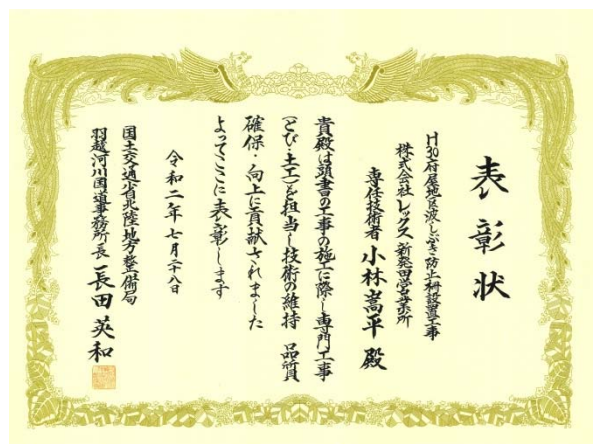 表彰状
H30府屋地区波しぶき防止柵設置工事
株式会社レックス 新発田営業所
専任技術者 小林嵩平 殿
貴殿は頭書の工事の施工に際し専門工事
とび・土工を担当し技術の維持 品質
確保・向上に貢献されました
よってここに表彰します
令和二年七月二十八日
国土交通省北陸地方整備局
羽越河川国道事務所長 長田英和